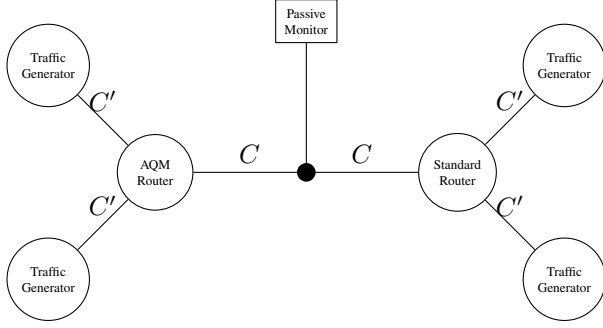 Passive
Monitor
Traffic
Generator
Traffic
Generator
C'
C'
C
C
AQM
Router
Standard
Router
C'
C'
Traffic
Generator
Traffic
Generator